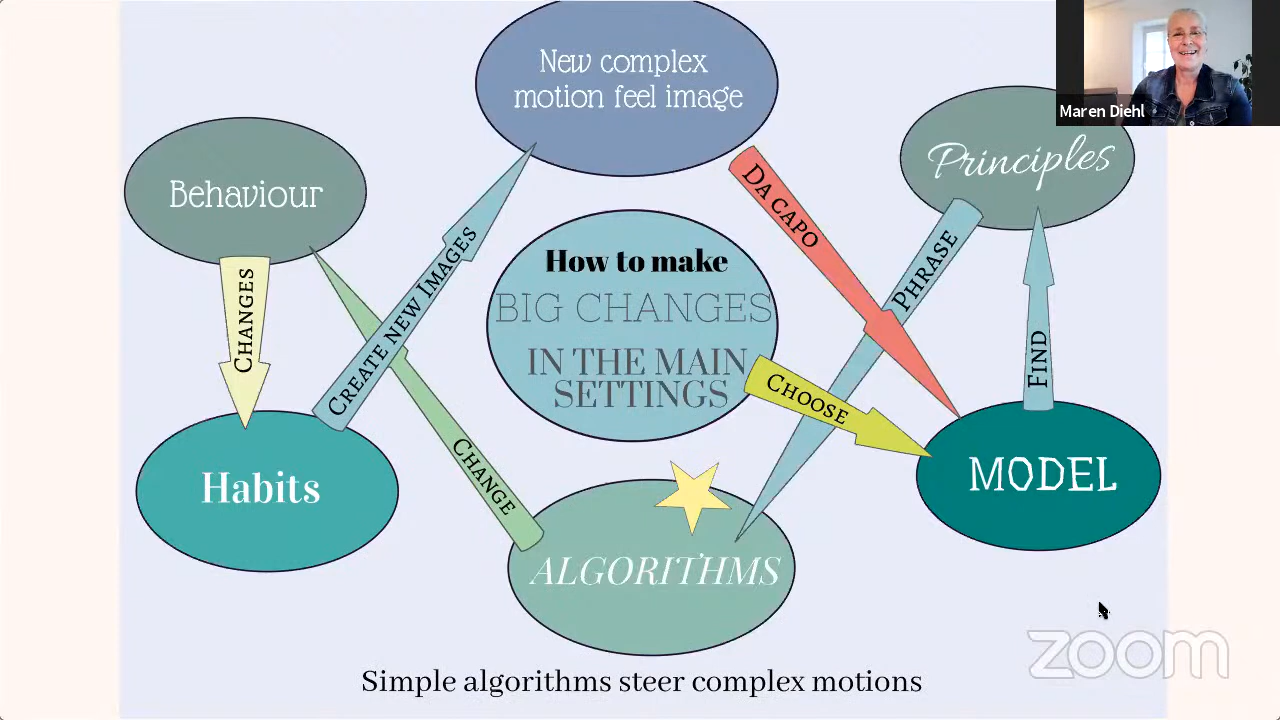 New complex
motion feel image
Maren Diehl
Principles
Behaviour
DA CAPO
PHRASE
CREATE NEW IMAGES
CHANGES
How to make
BIG CHANGES
IN THE MAIN
SETTINGS
CHOOSE
FIND
CHANGE
Habits
MODEL
ALGORITHMS
zoom
Simple algorithms steer complex motions